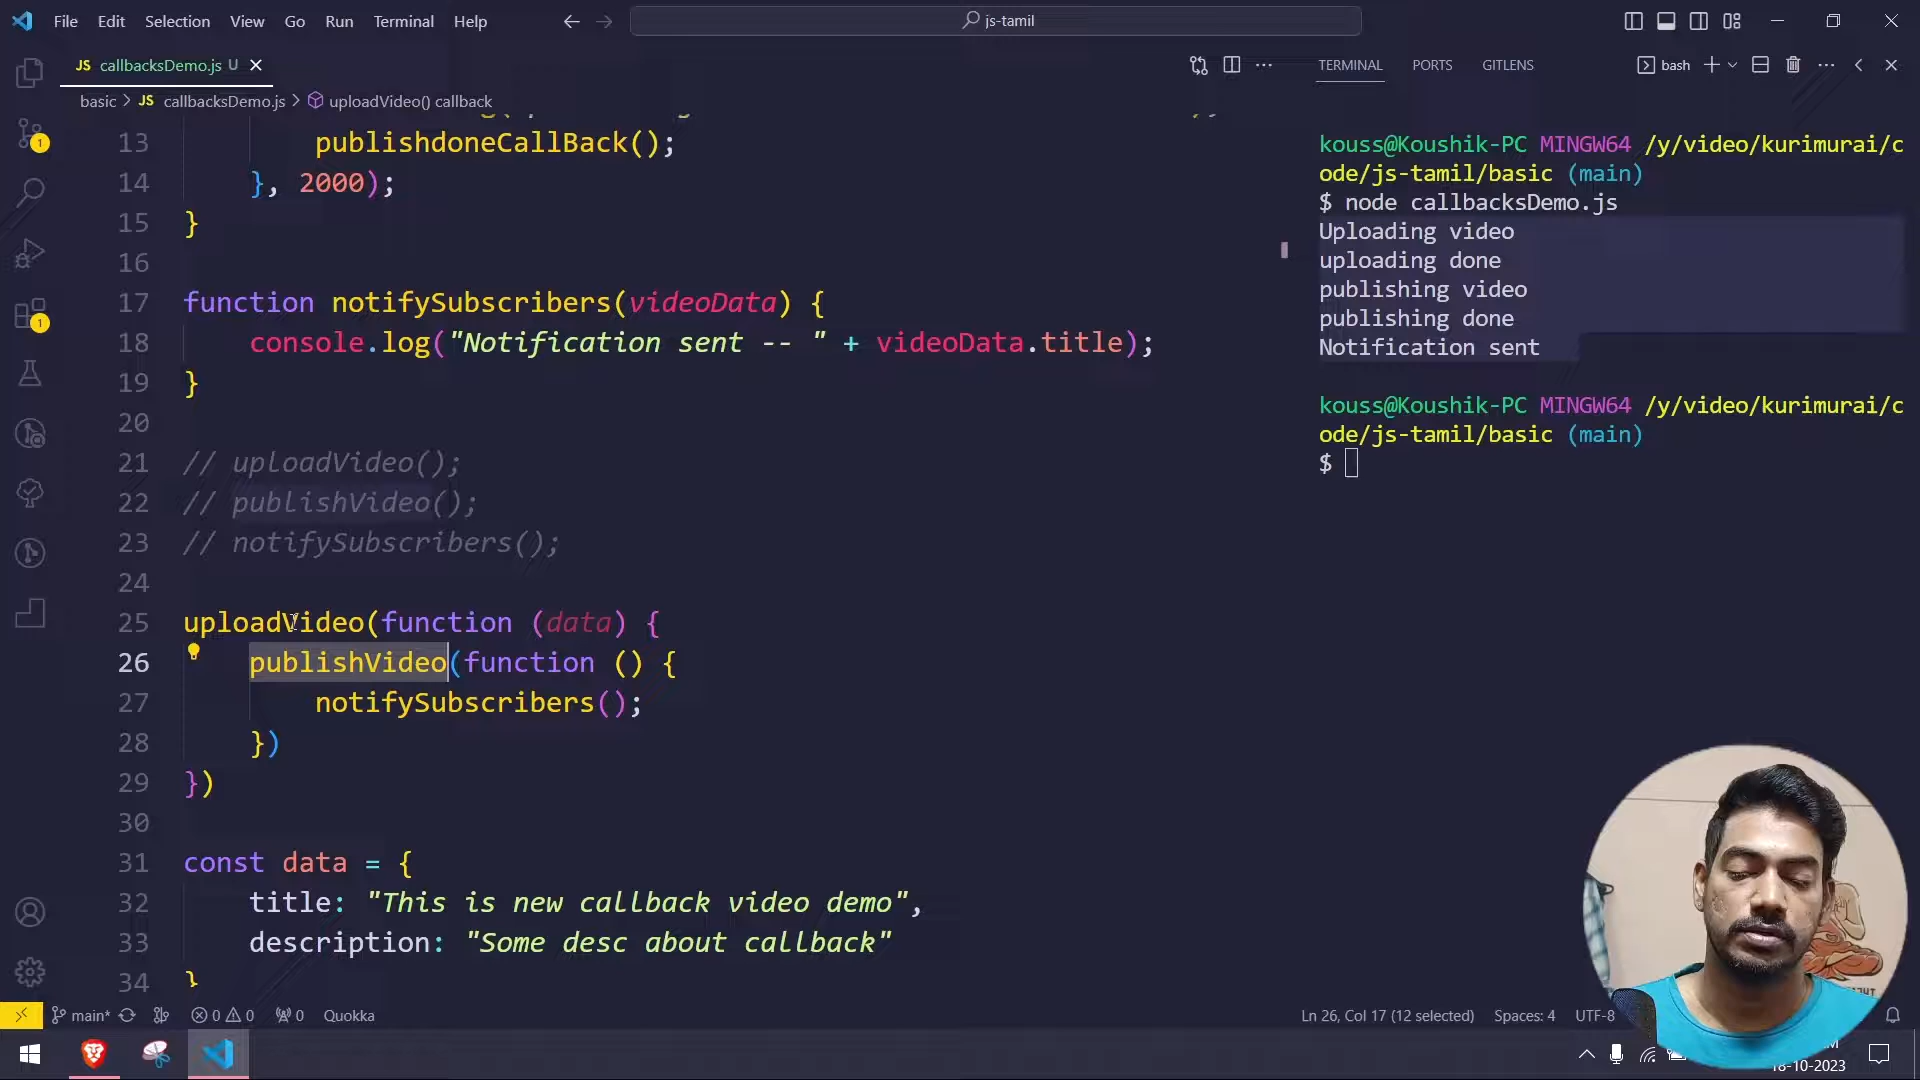 File Edit Selection View Go Run Terminal Help
js-tamil
JS callbacksDemo.js U
TERMINAL PORTS GITLENS
bash
basic > JS callbacksDemo.js > uploadVideo() callback
13 publishdoneCallBack();
14 }, 2000);
15 }
16
17 function notifySubscribers(videoData) {
18 console.log("Notification sent -- " + videoData.title);
19 }
20
21 // uploadVideo();
22 // publishVideo();
23 // notifySubscribers();
24
25 uploadVideo(function (data) {
26 publishVideo(function () {
27 notifySubscribers();
28 })
29 })
30
31 const data = {
32 title: "This is new callback video demo",
33 description: "Some desc about callback"
34 }
kouss@Koushik-PC MINGW64 /y/video/kurimurai/c
ode/js-tamil/basic (main)
$ node callbacksDemo.js
Uploading video
uploading done
publishing video
publishing done
Notification sent
kouss@Koushik-PC MINGW64 /y/video/kurimurai/c
ode/js-tamil/basic (main)
$
1
1
main* 0 0 0 Quokka
Ln 26, Col 17 (12 selected) Spaces: 4 UTF-8
18-10-2023